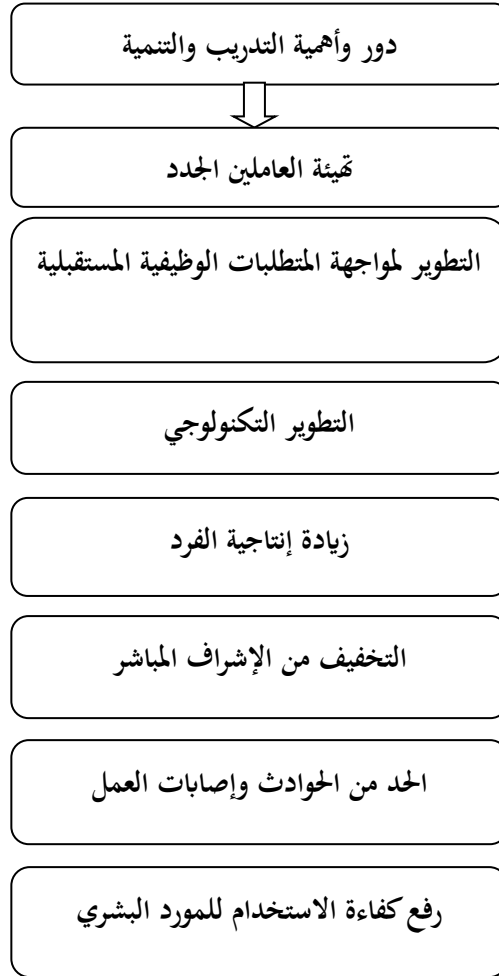 دور وأهمية التدريب والتنمية
تهيئة العاملين الجدد
التطوير لمواجهة المتطلبات الوظيفية المستقبلية
التطوير التكنولوجي
زيادة إنتاجية الفرد
التخفيف من الإشراف المباشر
الحد من الحوادث وإصابات العمل
رفع كفاءة الاستخدام للمورد البشري